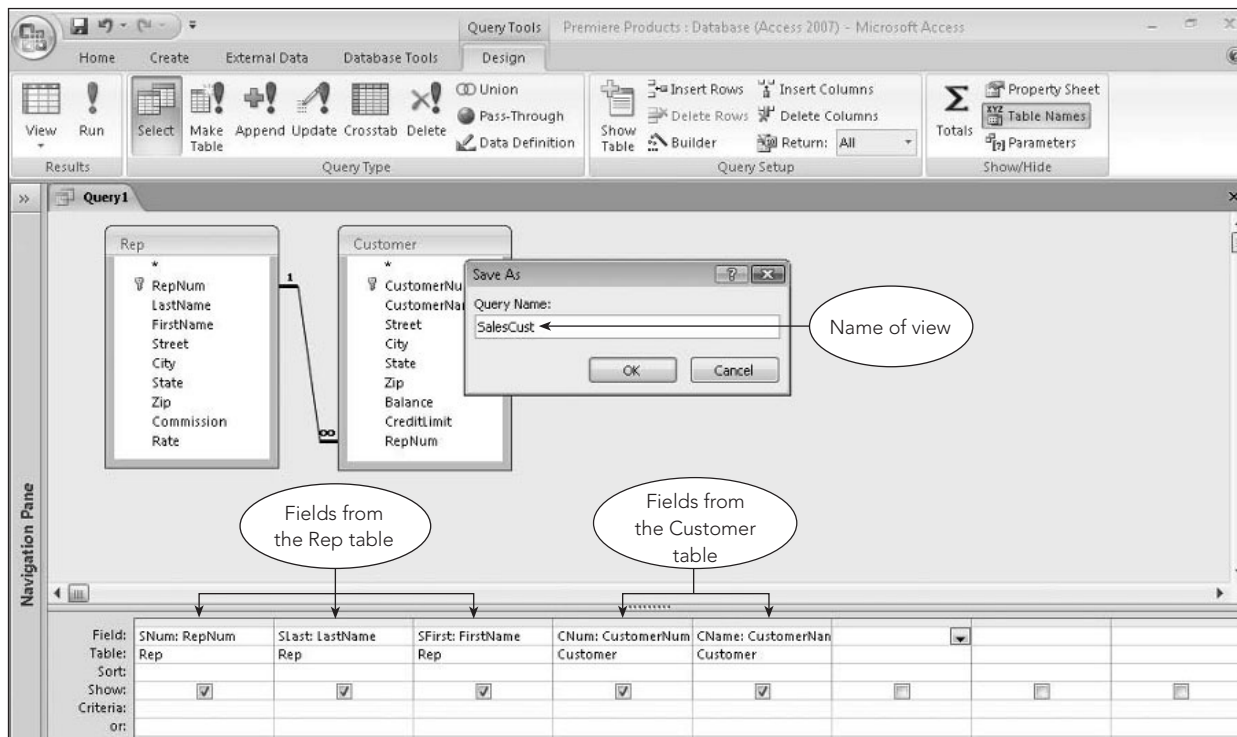 Query Tools
Premiere Products : Database (Access 2007) - Microsoft Access
Home Create External Data Database Tools Design
View
Run
Select
Make Table
Append
Update
Crosstab
Delete
Union
Pass-Through
Data Definition
Show Table
Insert Rows
Delete Rows
Builder
Insert Columns
Delete Columns
Return: All
Σ
Totals
Property Sheet
XYZ
Table Names
[?] Parameters
Results
Query Type
Query Setup
Show/Hide
»
Query1
Rep
*
RepNum
LastName
FirstName
Street
City
State
Zip
Commission
Rate
1
∞
Customer
*
CustomerNu
CustomerNa
Street
City
State
Zip
Balance
CreditLimit
RepNum
Save As
?
Query Name:
SalesCust
OK
Cancel
Name of view
Fields from
the Rep table
Fields from
the Customer
table
Navigation Pane
Field: SNum: RepNum SLast: LastName SFirst: FirstName CNum: CustomerNum CName: CustomerNan
Table: Rep Rep Rep Customer Customer
Sort:
Show:
Criteria:
or: